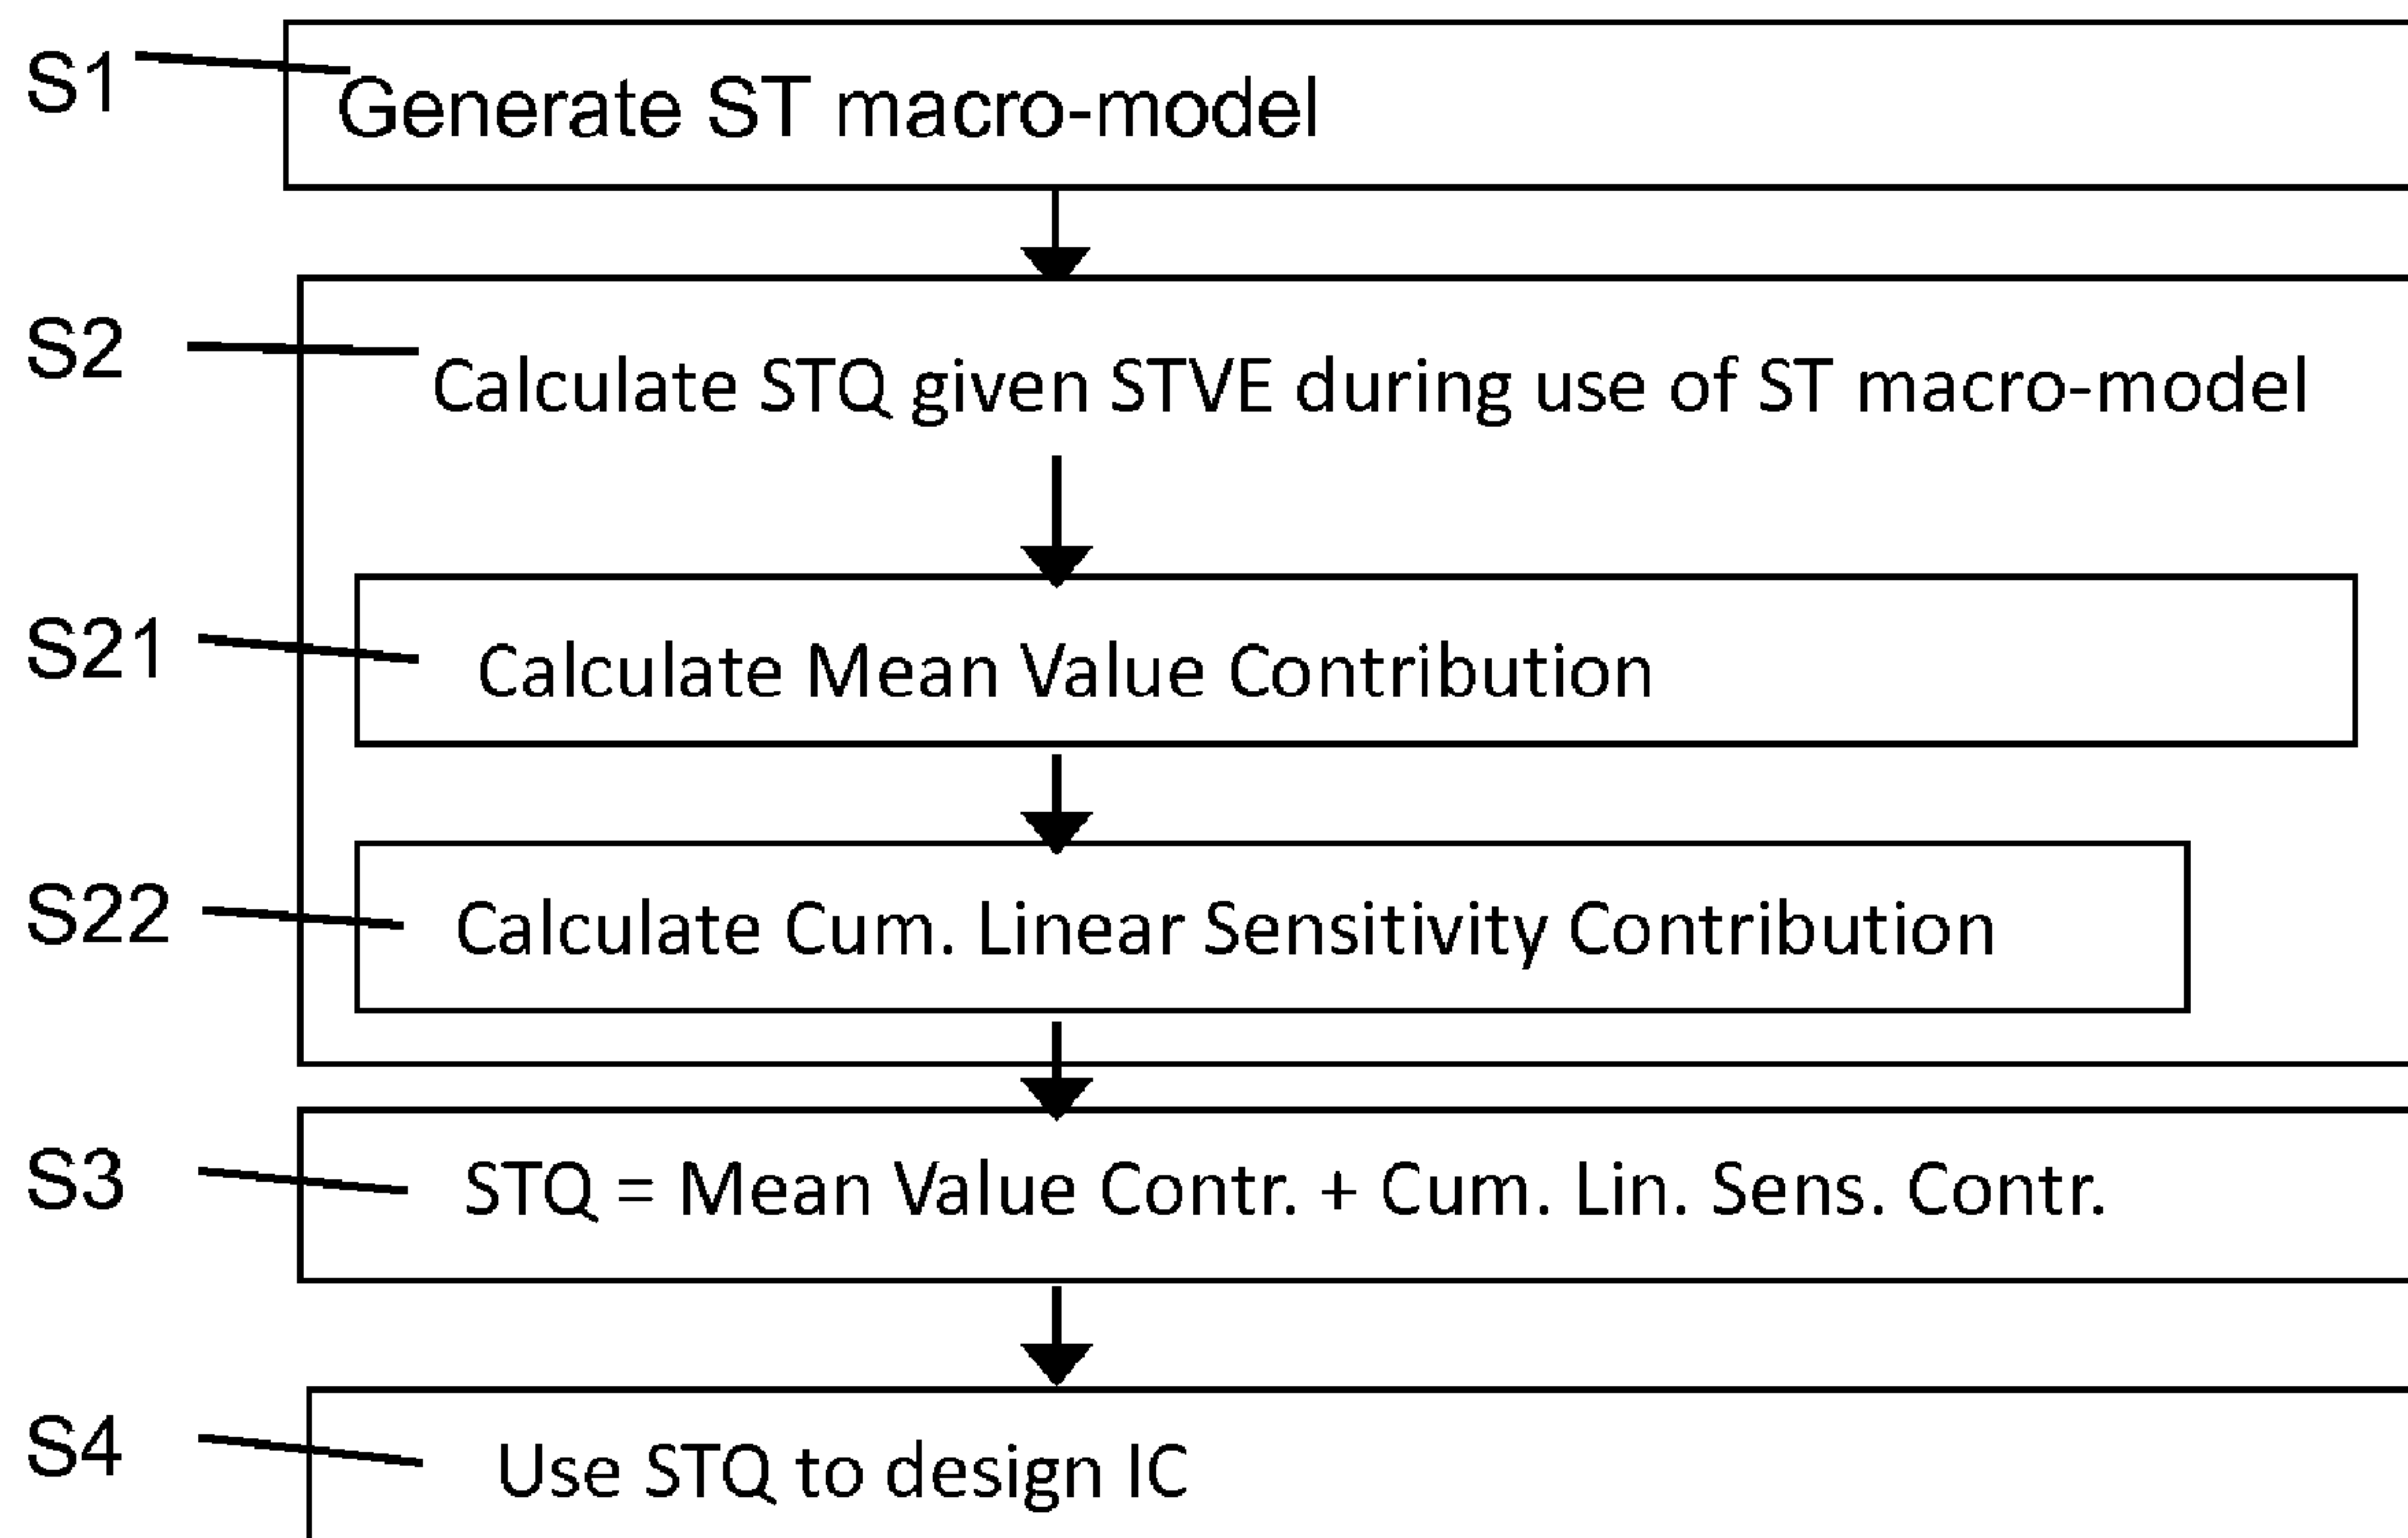 S1
Generate ST macro-model
S2
Calculate STQ given STVE during use of ST macro-model
S21
Calculate Mean Value Contribution
S22
Calculate Cum. Linear Sensitivity Contribution
S3
STQ = Mean Value Contr. + Cum. Lin. Sens. Contr.
S4
Use STQ to design IC